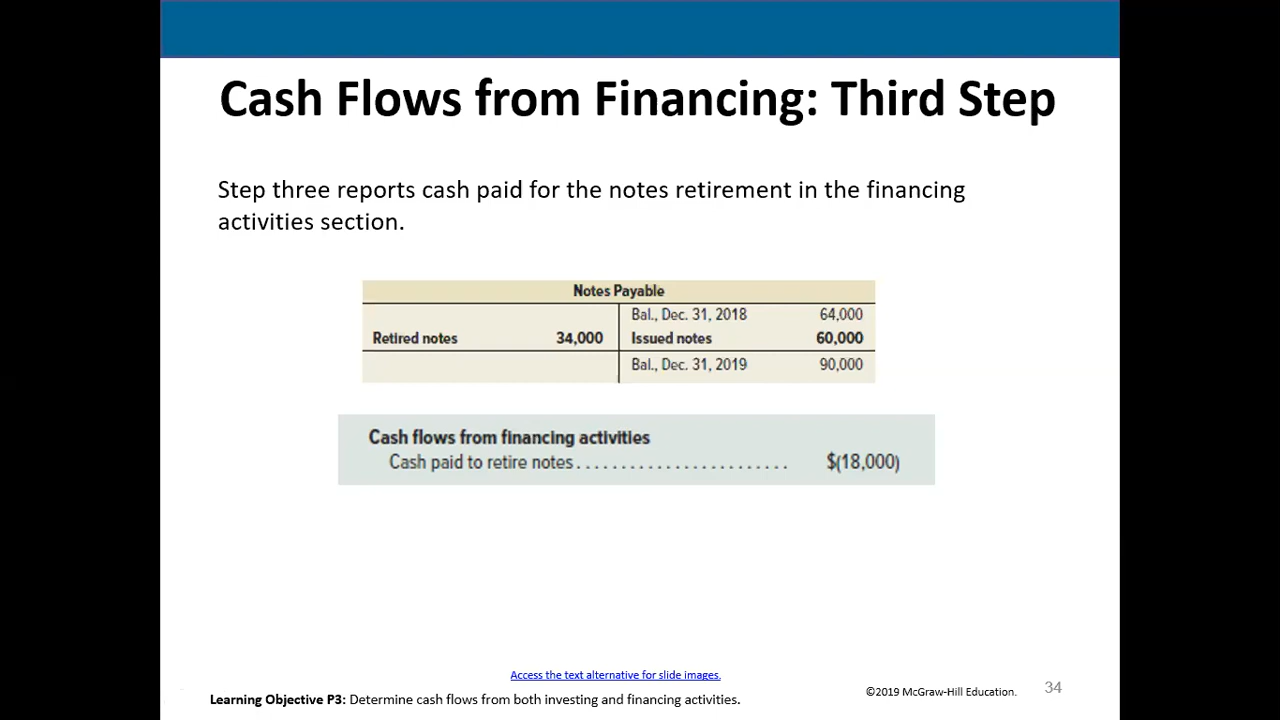 Cash Flows from Financing: Third Step
Step three reports cash paid for the notes retirement in the financing
activities section.
Notes Payable
Bal., Dec. 31, 2018 64,000
Retired notes 34,000 Issued notes 60,000
Bal., Dec. 31, 2019 90,000
Cash flows from financing activities
Cash paid to retire notes........................ $(18,000)
Access the text alternative for slide images.
Learning Objective P3: Determine cash flows from both investing and financing activities.
©2019 McGraw-Hill Education. 34